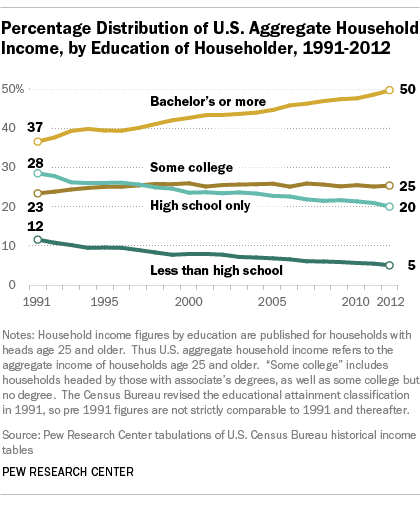 Percentage Distribution of U.S. Aggregate Household
Income, by Education of Householder, 1991-2012
50%
40
30
20
10
0
Bachelor's or more
Some college
High school only
Less than high school
37
28
23
12
50
25
20
5
1991
1995
2000
2005
2010
2012
Notes: Household income figures by education are published for households with
heads age 25 and older. Thus U.S. aggregate household income refers to the
aggregate income of households age 25 and older. “Some college” includes
households headed by those with associate's degrees, as well as some college but
no degree. The Census Bureau revised the educational attainment classification
in 1991, so pre 1991 figures are not strictly comparable to 1991 and thereafter.
Source: Pew Research Center tabulations of U.S. Census Bureau historical income
tables
PEW RESEARCH CENTER